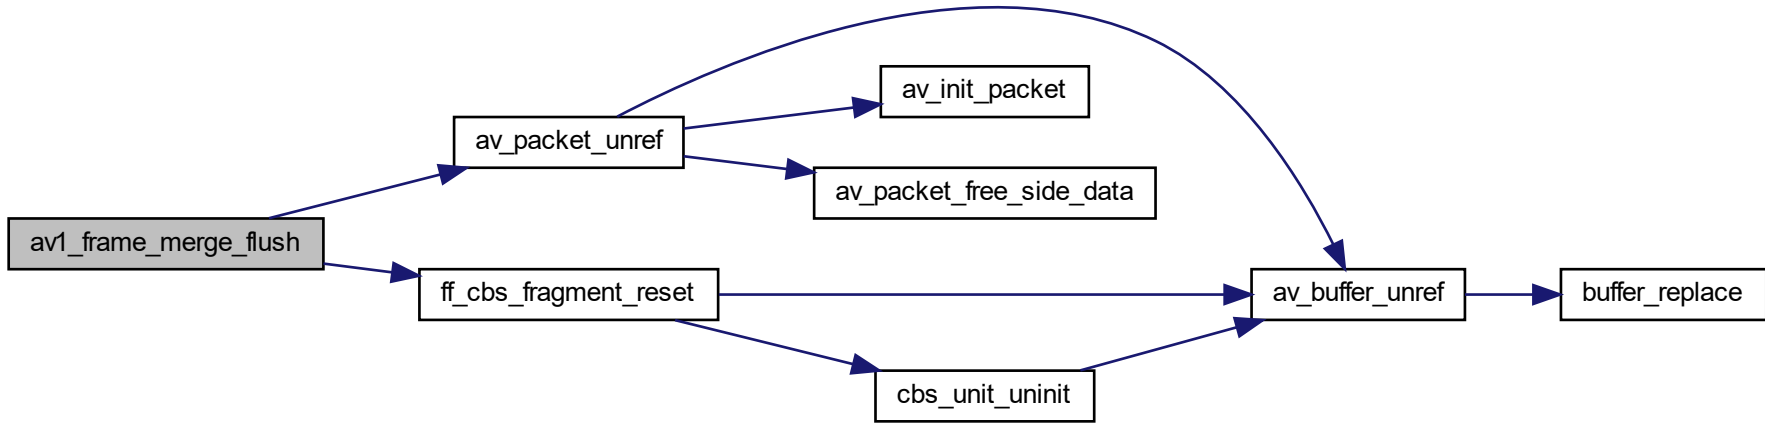 av_init_packet
av_packet_unref
av_packet_free_side_data
av1_frame_merge_flush
ff_cbs_fragment_reset
av_buffer_unref
buffer_replace
cbs_unit_uninit